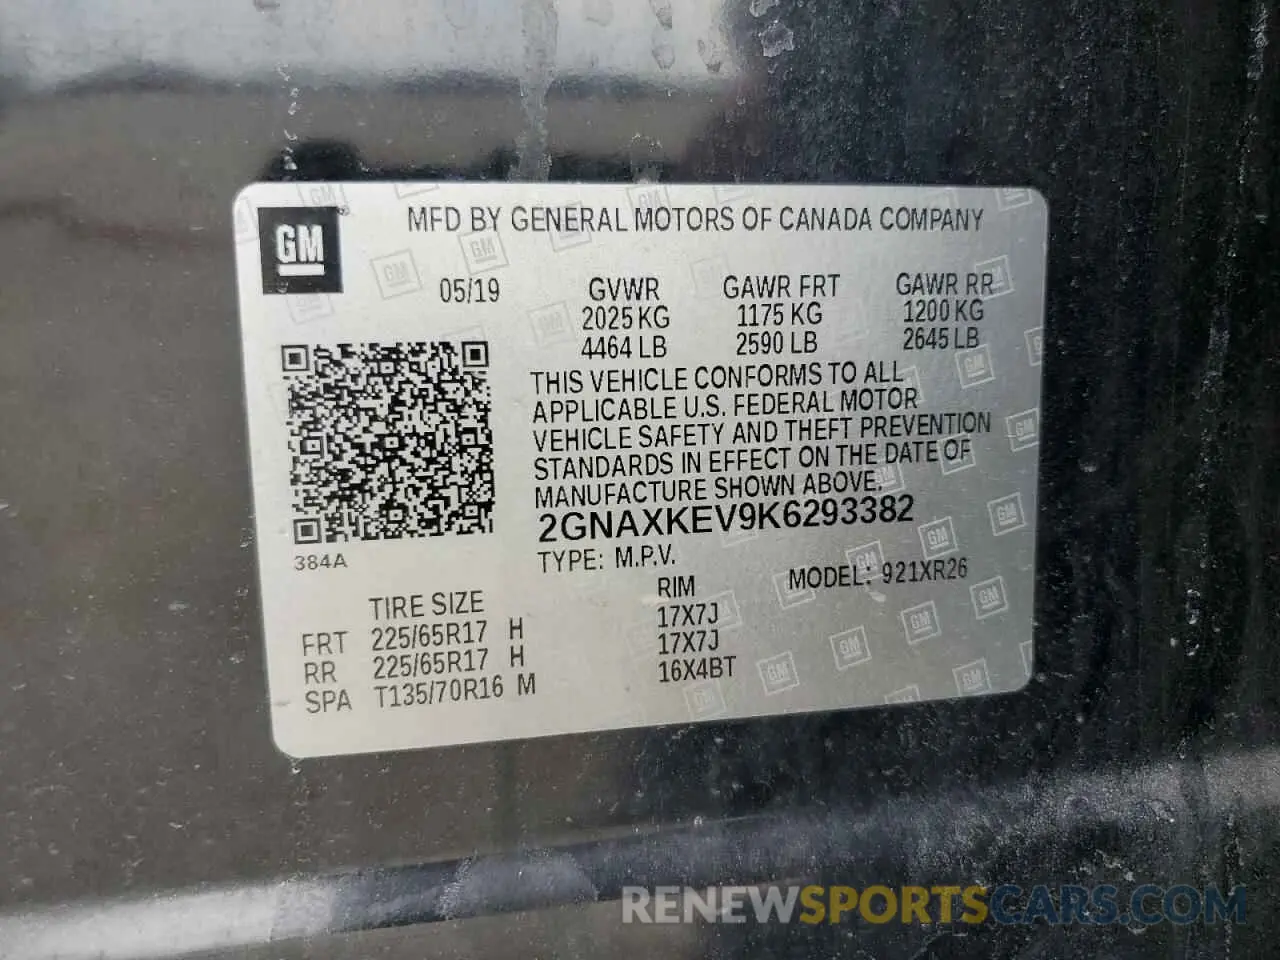 GM
MFD BY GENERAL MOTORS OF CANADA COMPANY
05/19 GVWR GAWR FRT GAWR RR
2025 KG 1175 KG 1200 KG
4464 LB 2590 LB 2645 LB
THIS VEHICLE CONFORMS TO ALL
APPLICABLE U.S. FEDERAL MOTOR
VEHICLE SAFETY AND THEFT PREVENTION
STANDARDS IN EFFECT ON THE DATE OF
MANUFACTURE SHOWN ABOVE.
2GNAXKEV9K6293382
384A
TYPE: M.P.V. MODEL: 921XR26
TIRE SIZE RIM
FRT 225/65R17 H 17X7J
RR 225/65R17 H 17X7J
SPA T135/70R16 M 16X4BT
RENEWSPORTSCARS.COM